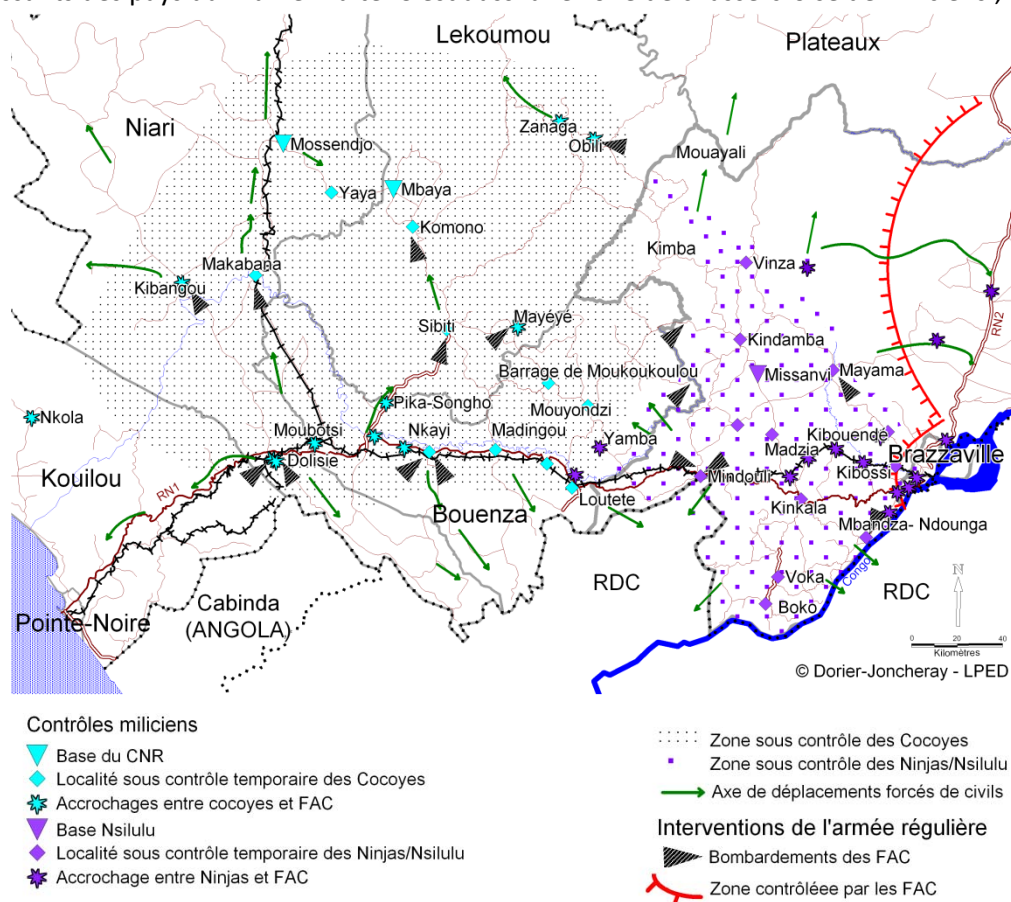 Lekoumou
Plateaux
Niari
Zanaga
Obili
Mossendjo
Mouayali
Yaya
Mbaya
Komono
Kimba
Vinza
Makabana
Kibangou
Sibiti
Mayéyé
Kindamba
RN2
Barrage de Moukoukoulou
Missanvi
Mayama
Pika-Songho
Mouyondzi
Nkola
Moubotsi
Nkayi
Madingou
Yamba
Kibouende
Madzia
Brazzaville
Dolisie
Kibossi
Kouilou
RN1
Loutete
Mindouli
Kinkala
Bouenza
Mbandza- Ndounga
RDC
Congo
RDC
N
Voka
Cabinda
(ANGOLA)
Boko
Pointe-Noire
0 20 40
Kilomètres
© Dorier-Joncheray - LPED
Contrôles miliciens
Base du CNR
Localité sous contrôle temporaire des Cocoyes
Accrochages entre cocoyes et FAC
Base Nsilulu
Localité sous contrôle temporaire des Ninjas/Nsilulu
Accrochage entre Ninjas et FAC
Zone sous contrôle des Cocoyes
Zone sous contrôle des Ninjas/Nsilulu
Axe de déplacements forcés de civils
Interventions de l'armée régulière
Bombardements des FAC
Zone contrôléee par les FAC